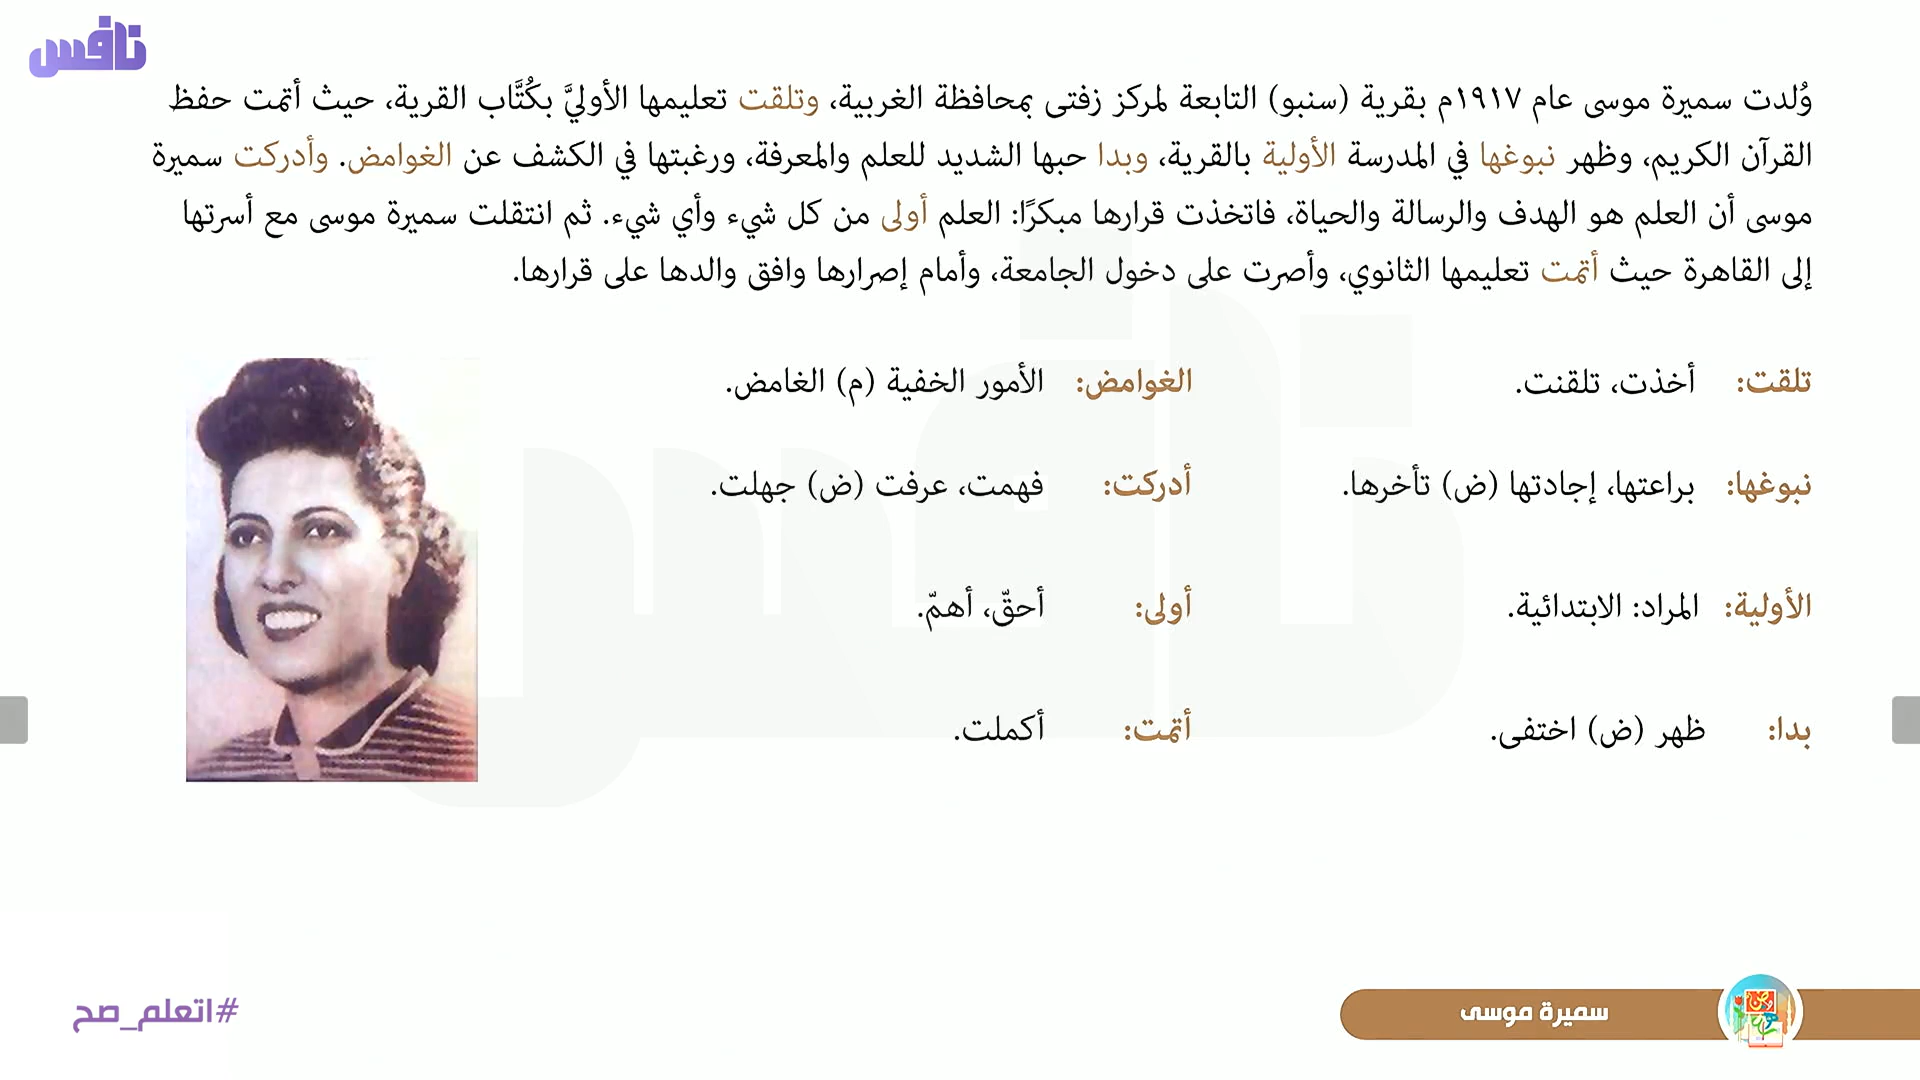 نافس
وُلدت سميرة موسى عام ١٩١٧م بقرية (سنبو) التابعة لمركز زفتى بمحافظة الغربية، وتلقت تعليمها الأوليَّ بكُتَّاب القرية، حيث أتمت حفظ
القرآن الكريم، وظهر نبوغها في المدرسة الأولية بالقرية، وبدا حبها الشديد للعلم والمعرفة، ورغبتها في الكشف عن الغوامض. وأدركت سميرة
موسى أن العلم هو الهدف والرسالة والحياة، فاتخذت قرارها مبكرًا: العلم أولى من كل شيء وأي شيء. ثم انتقلت سميرة موسى مع أسرتها
إلى القاهرة حيث أتمت تعليمها الثانوي، وأصرت على دخول الجامعة، وأمام إصرارها وافق والدها على قرارها.
تلقت: أخذت، تلقنت.
الغوامض: الأمور الخفية (م) الغامض.
نبوغها: براعتها، إجادتها (ض) تأخرها.
أدركت: فهمت، عرفت (ض) جهلت.
الأولية: المراد: الابتدائية.
أولى: أحقّ، أهمّ.
بدا: ظهر (ض) اختفى.
أتمت: أكملت.
سميرة موسى
#اتعلم_صح